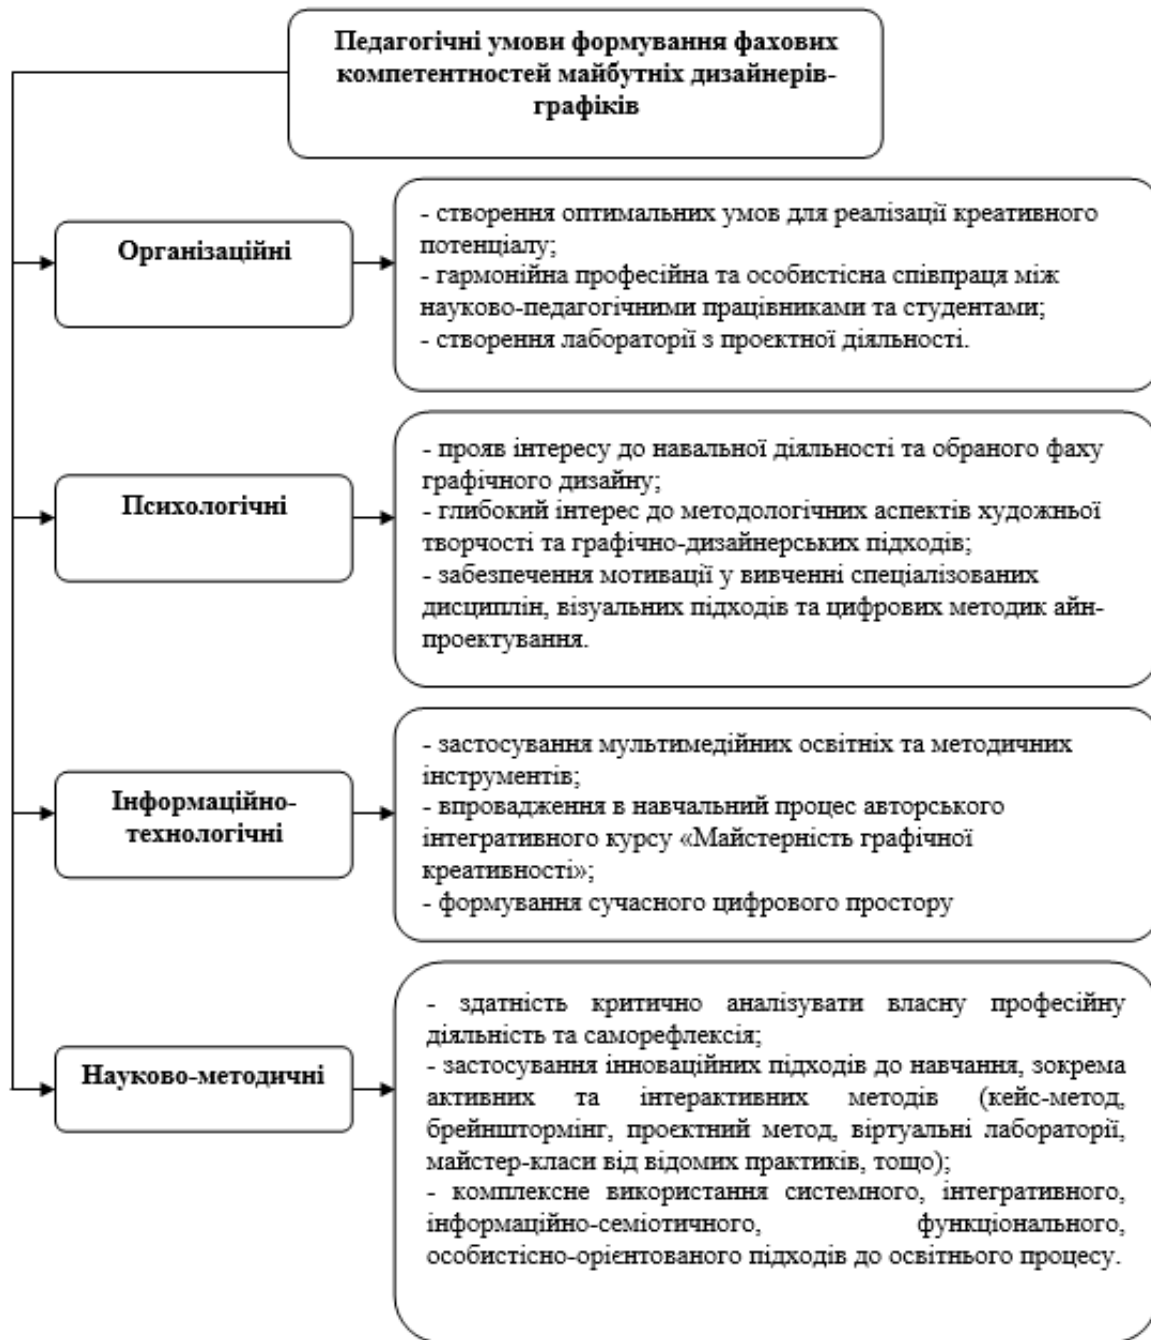 Педагогічні умови формування фахових
компетентностей майбутніх дизайнерів-
графіків
Організаційні
- створення оптимальних умов для реалізації креативного
потенціалу;
- гармонійна професійна та особистісна співпраця між
науково-педагогічними працівниками та студентами;
- створення лабораторії з проєктної діяльності.
Психологічні
- прояв інтересу до навальної діяльності та обраного фаху
графічного дизайну;
- глибокий інтерес до методологічних аспектів художньої
творчості та графічно-дизайнерських підходів;
- забезпечення мотивації у вивченні спеціалізованих
дисциплін, візуальних підходів та цифрових методик айн-
проектування.
Інформаційно-
технологічні
- застосування мультимедійних освітніх та методичних
інструментів;
- впровадження в навчальний процес авторського
інтегративного курсу «Майстерність графічної
креативності»;
- формування сучасного цифрового простору
Науково-методичні
- здатність критично аналізувати власну професійну
діяльність та саморефлексія;
- застосування інноваційних підходів до навчання, зокрема
активних та інтерактивних методів (кейс-метод,
брейнштормінг, проєктний метод, віртуальні лабораторії,
майстер-класи від відомих практиків, тощо);
- комплексне використання системного, інтегративного,
інформаційно-семіотичного, функціонального,
особистісно-орієнтованого підходів до освітнього процесу.